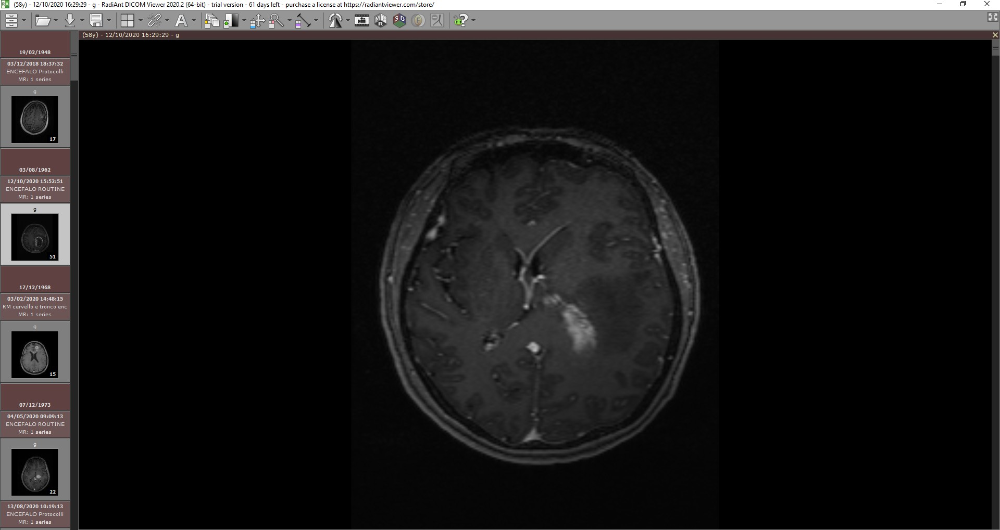 (58y) - 12/10/2020 16:29:29 - g - RadiAnt DICOM Viewer 2020.2 (64-bit) - trial version - 61 days left - purchase a license at https://radiantviewer.com/store/
(58y) - 12/10/2020 16:29:29 - g
19/02/1948
03/12/2018 18:37:32
ENCEFALO Protocolli
MR: 1 series
g
17
03/08/1962
12/10/2020 15:52:51
ENCEFALO ROUTINE
MR: 1 series
g
51
17/12/1968
03/02/2020 14:48:15
RM cervello e tronco enc
MR: 1 series
g
15
07/12/1973
04/05/2020 09:09:13
ENCEFALO ROUTINE
MR: 1 series
g
22
13/08/2020 10:19:13
ENCEFALO Protocolli
MR: 1 series